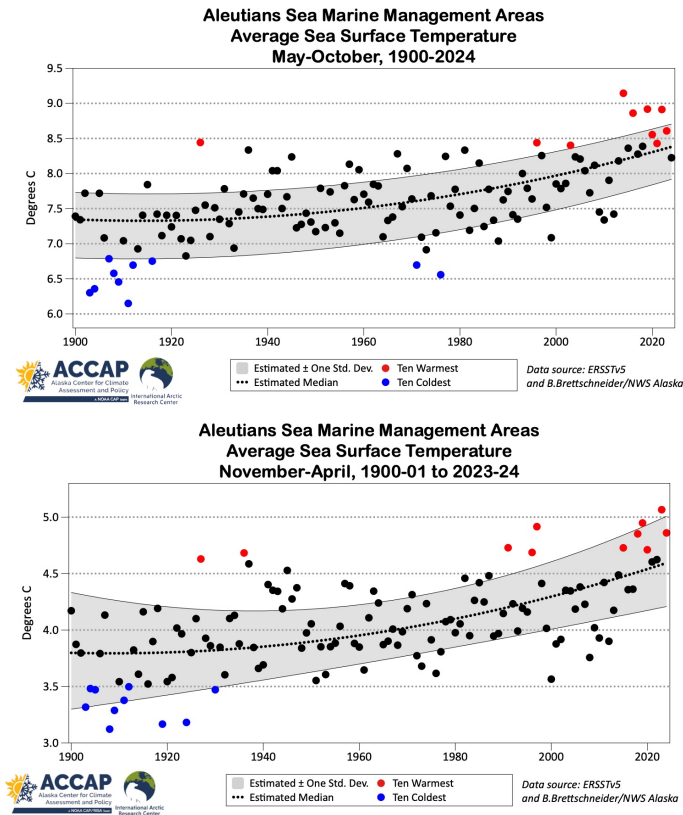 Aleutians Sea Marine Management Areas
Average Sea Surface Temperature
May-October, 1900-2024
9.5
9.0
8.5
8.0
7.5
7.0
6.5
6.0
Degrees C
1900
1920
1940
1960
1980
2000
2020
ACCAP
Alaska Center for Climate
Assessment and Policy
International Arctic
Research Center
Estimated ± One Std. Dev.
Ten Warmest
Estimated Median
Ten Coldest
Data source: ERSSTv5
and B.Brettschneider/NWS Alaska
Aleutians Sea Marine Management Areas
Average Sea Surface Temperature
November-April, 1900-01 to 2023-24
5.0
4.5
4.0
3.5
3.0
Degrees C
1900
1920
1940
1960
1980
2000
2020
ACCAP
Alaska Center for Climate
Assessment and Policy
International Arctic
Research Center
Estimated ± One Std. Dev.
Ten Warmest
Estimated Median
Ten Coldest
Data source: ERSSTv5
and B.Brettschneider/NWS Alaska